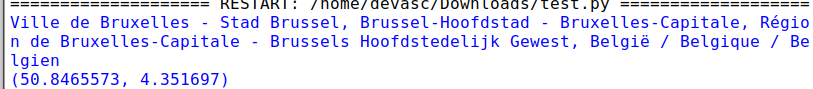 ==================== RESTART: /home/devasc/Downloads/test.py ===================
Ville de Bruxelles - Stad Brussel, Brussel-Hoofdstad - Bruxelles-Capitale, Régio
n de Bruxelles-Capitale - Brussels Hoofdstedelijk Gewest, België / Belgique / Be
lgien
(50.8465573, 4.351697)